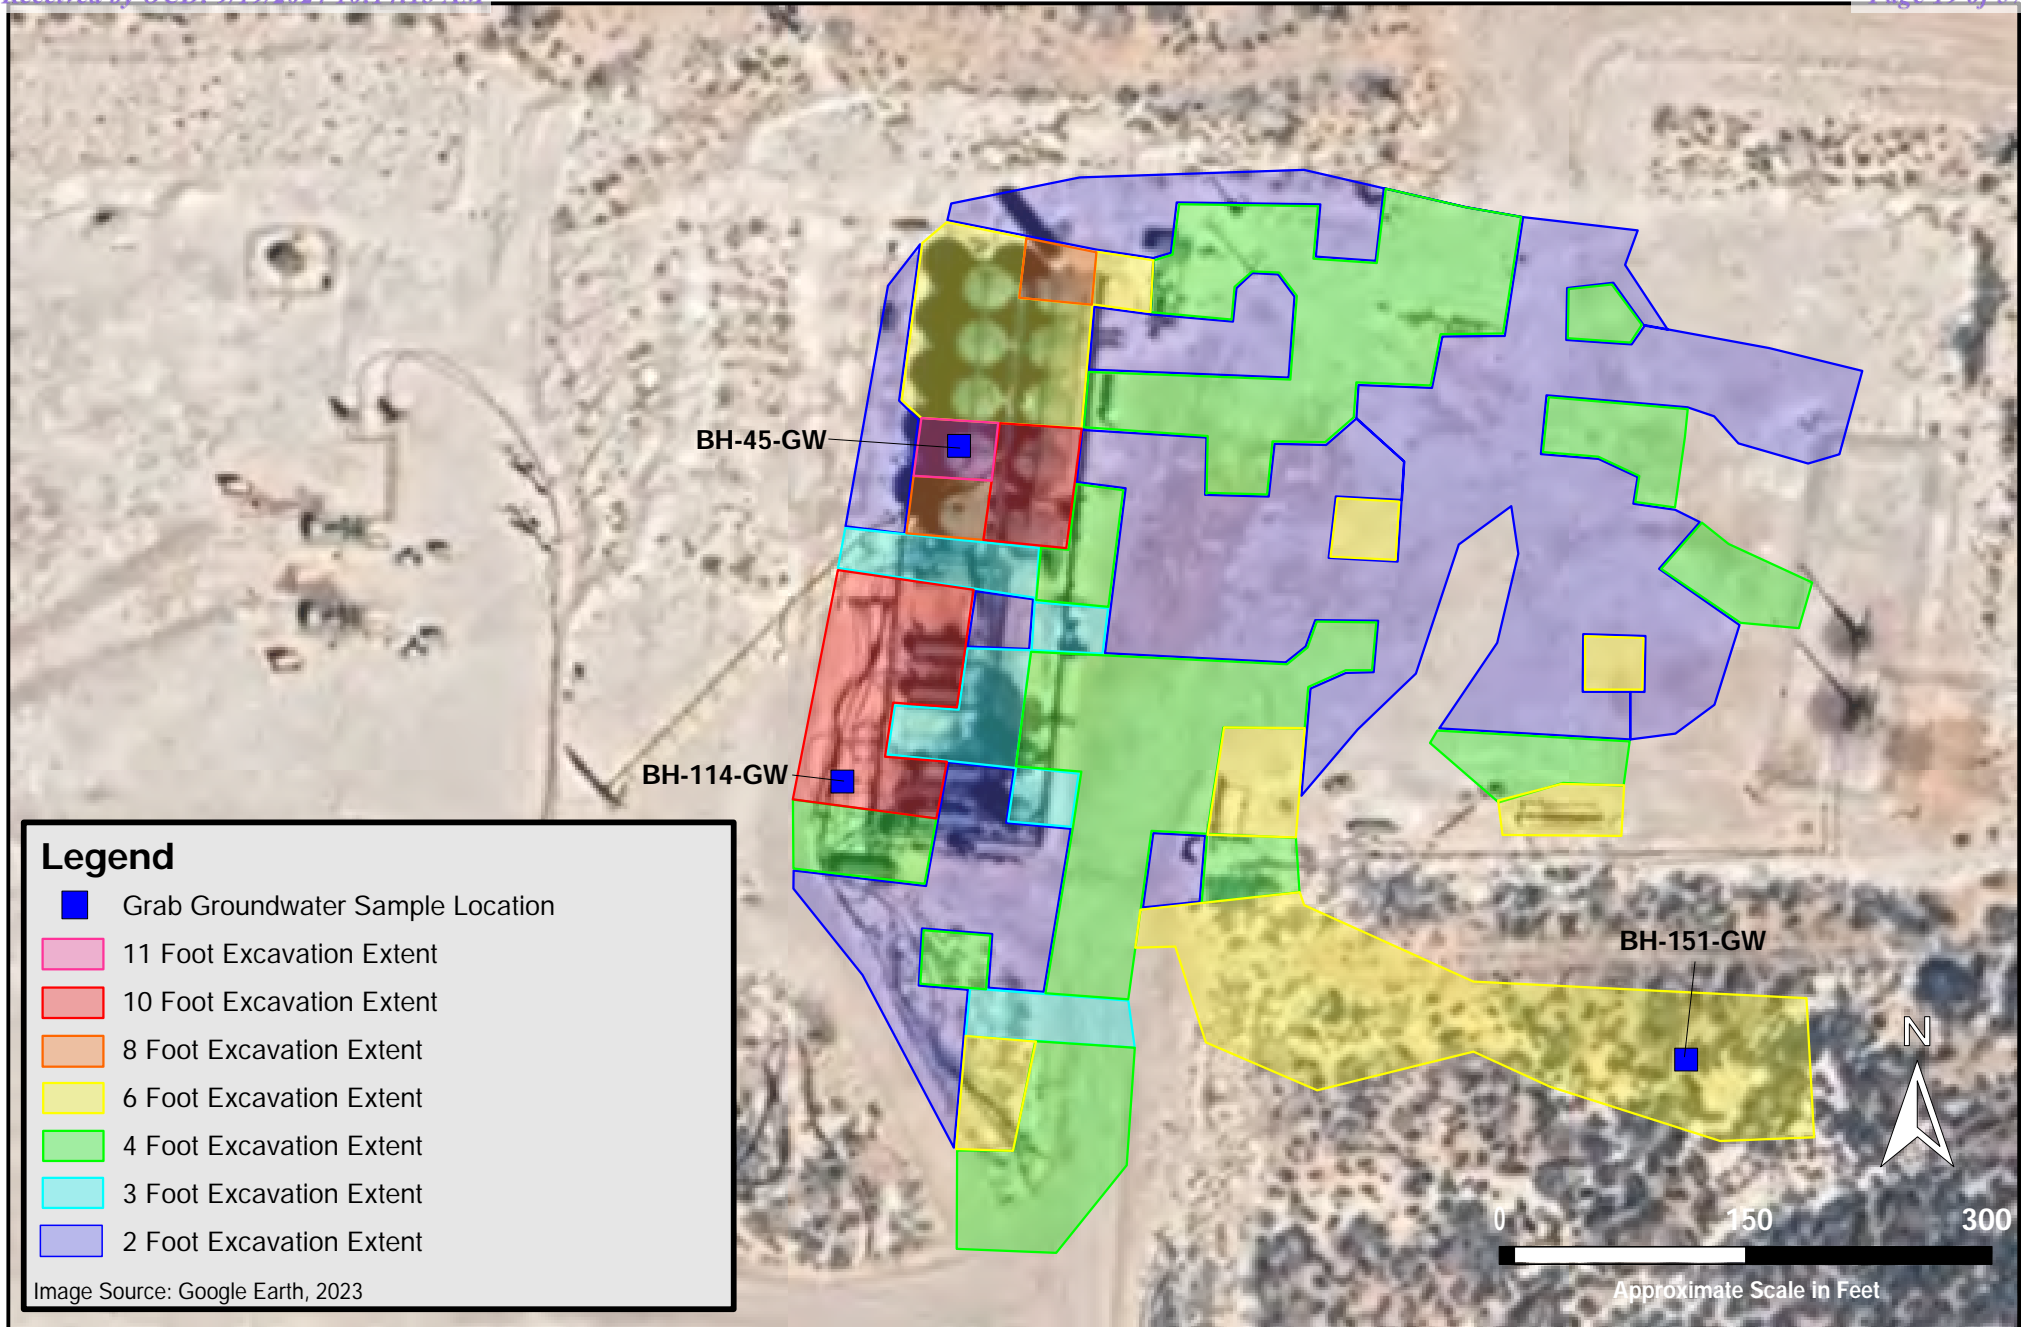 BH-45-GW
BH-114-GW
BH-151-GW
Legend
Grab Groundwater Sample Location
11 Foot Excavation Extent
10 Foot Excavation Extent
8 Foot Excavation Extent
6 Foot Excavation Extent
4 Foot Excavation Extent
3 Foot Excavation Extent
2 Foot Excavation Extent
Image Source: Google Earth, 2023
N
0 150 300
Approximate Scale in Feet